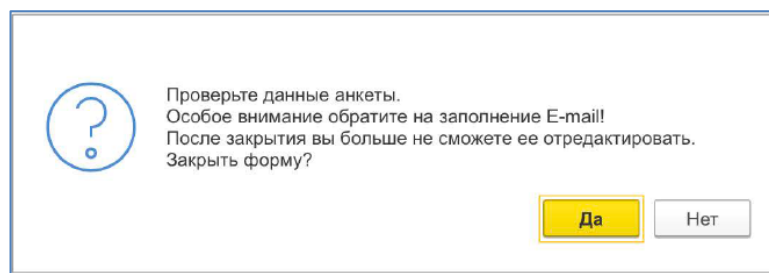 Проверьте данные анкеты.
Особое внимание обратите на заполнение E-mail!
После закрытия вы больше не сможете ее отредактировать.
Закрыть форму?
Да
Нет